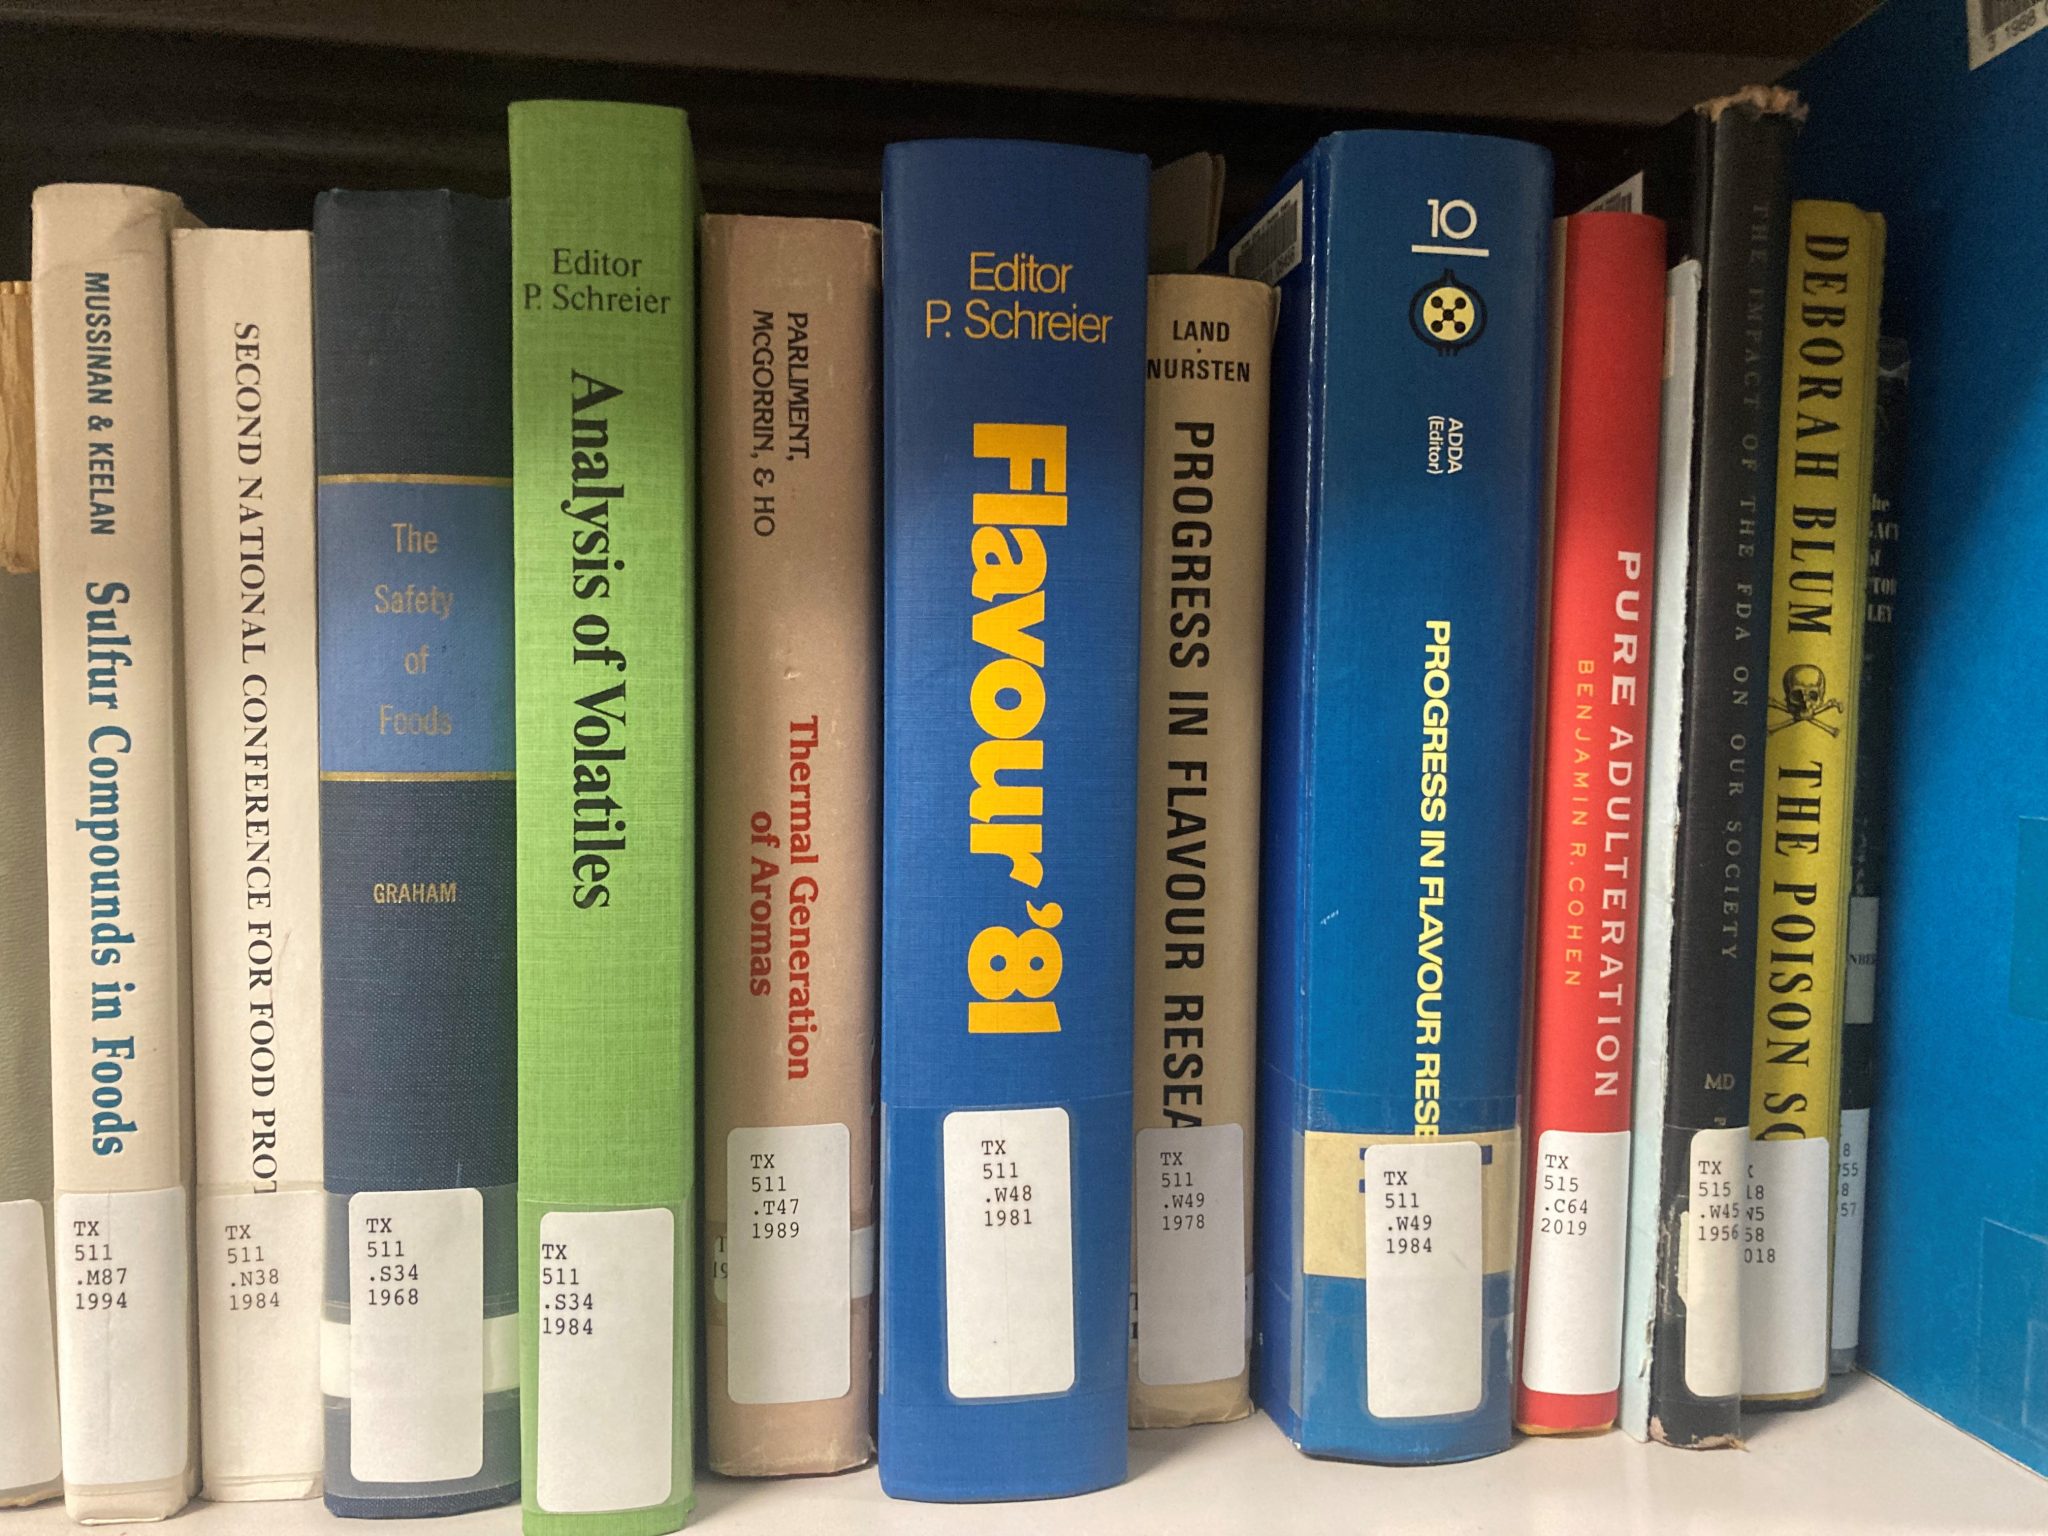 MUSSINAN & KEELAN
Sulfur Compounds in Foods
TX
511
.M87
1994
SECOND NATIONAL CONFERENCE FOR FOOD PROT
TX
511
.N38
1984
The
Safety
of
Foods
GRAHAM
TX
511
.S34
1968
Editor
P. Schreier
Analysis of Volatiles
TX
511
.S34
1984
PARLIMENT,
McGORRIN, & HO
Thermal Generation
of Aromas
TX
511
.T47
1989
Editor
P. Schreier
Flavour '81
TX
511
.W48
1981
LAND
·
NURSTEN
PROGRESS IN FLAVOUR RESEA
TX
511
.W49
1978
10
ADDA
(Editor)
PROGRESS IN FLAVOUR RESE
TX
511
.W49
1984
PURE ADULTERATION
BENJAMIN R. COHEN
TX
515
.C64
2019
THE IMPACT OF THE FDA ON OUR SOCIETY
MD
TX
515
.W45
1956
DEBORAH BLUM
THE POISON SQ
018